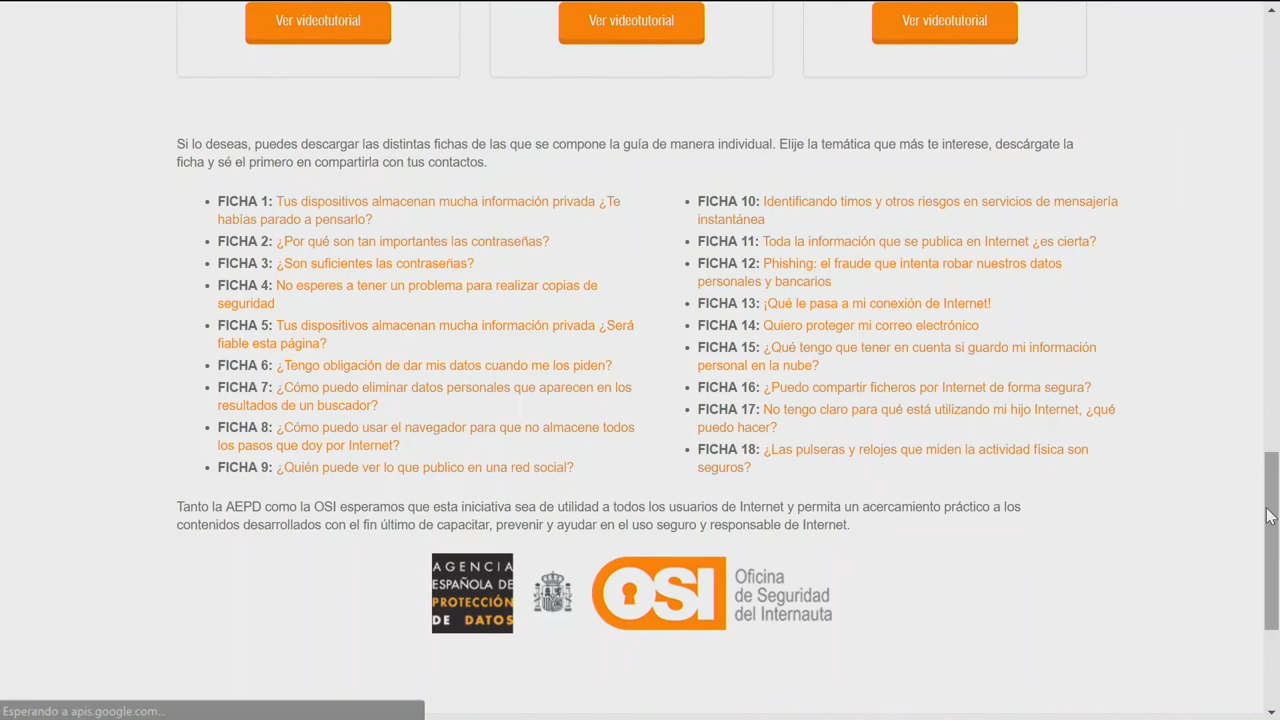 Ver videotutorial
Ver videotutorial
Ver videotutorial
Si lo deseas, puedes descargar las distintas fichas de las que se compone la guía de manera individual. Elije la temática que más te interese, descárgate la
ficha y sé el primero en compartirla con tus contactos.
FICHA 1: Tus dispositivos almacenan mucha información privada ¿Te
habías parado a pensarlo?
FICHA 2: ¿Por qué son tan importantes las contraseñas?
FICHA 3: ¿Son suficientes las contraseñas?
FICHA 4: No esperes a tener un problema para realizar copias de
seguridad
FICHA 5: Tus dispositivos almacenan mucha información privada ¿Será
fiable esta página?
FICHA 6: ¿Tengo obligación de dar mis datos cuando me los piden?
FICHA 7: ¿Cómo puedo eliminar datos personales que aparecen en los
resultados de un buscador?
FICHA 8: ¿Cómo puedo usar el navegador para que no almacene todos
los pasos que doy por Internet?
FICHA 9: ¿Quién puede ver lo que publico en una red social?
FICHA 10: Identificando timos y otros riesgos en servicios de mensajería
instantánea
FICHA 11: Toda la información que se publica en Internet ¿es cierta?
FICHA 12: Phishing: el fraude que intenta robar nuestros datos
personales y bancarios
FICHA 13: ¡Qué le pasa a mi conexión de Internet!
FICHA 14: Quiero proteger mi correo electrónico
FICHA 15: ¿Qué tengo que tener en cuenta si guardo mi información
personal en la nube?
FICHA 16: ¿Puedo compartir ficheros por Internet de forma segura?
FICHA 17: No tengo claro para qué está utilizando mi hijo Internet, ¿qué
puedo hacer?
FICHA 18: ¿Las pulseras y relojes que miden la actividad física son
seguros?
Tanto la AEPD como la OSI esperamos que esta iniciativa sea de utilidad a todos los usuarios de Internet y permita un acercamiento práctico a los
contenidos desarrollados con el fin último de capacitar, prevenir y ayudar en el uso seguro y responsable de Internet.
AGENCIA
ESPAÑOLA DE
PROTECCIÓN
DE DATOS
OSI
Oficina
de Seguridad
del Internauta
Esperando a apis.google.com...